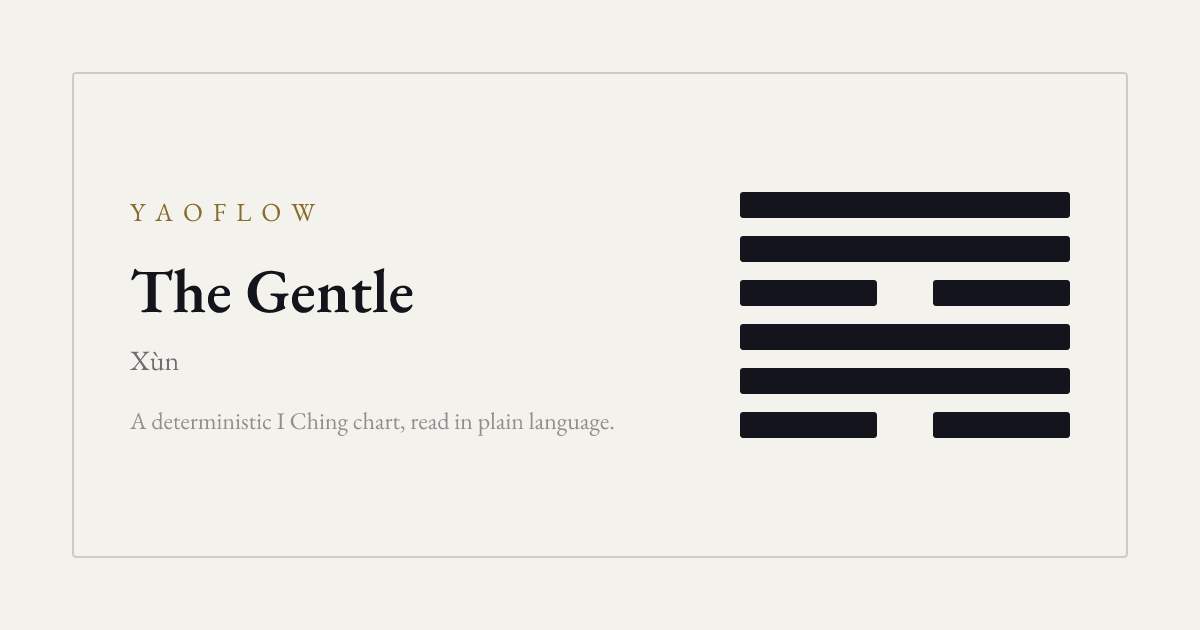 YAOFLOW
The Gentle
Xùn
A deterministic I Ching chart, read in plain language.